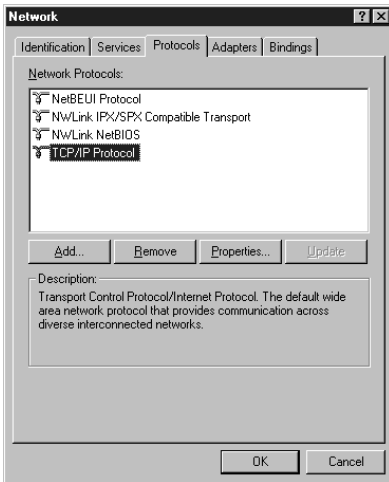 Network
Identification Services Protocols Adapters Bindings
Network Protocols:
NetBEUI Protocol
NWLink IPX/SPX Compatible Transport
NWLink NetBIOS
TCP/IP Protocol
Add... Remove Properties... Update
Description:
Transport Control Protocol/Internet Protocol. The default wide
area network protocol that provides communication across
diverse interconnected networks.
OK Cancel